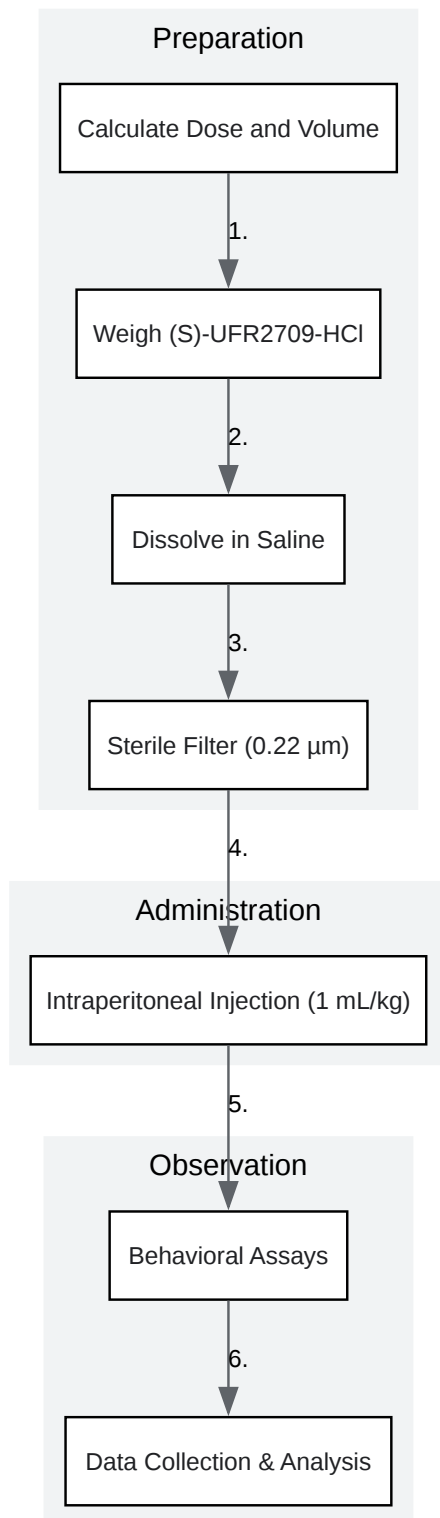 Preparation
Calculate Dose and Volume
1.
Weigh (S)-UFR2709-HCl
2.
Dissolve in Saline
3.
Sterile Filter (0.22 µm)
4.
Administration
Intraperitoneal Injection (1 mL/kg)
5.
Observation
Behavioral Assays
6.
Data Collection & Analysis